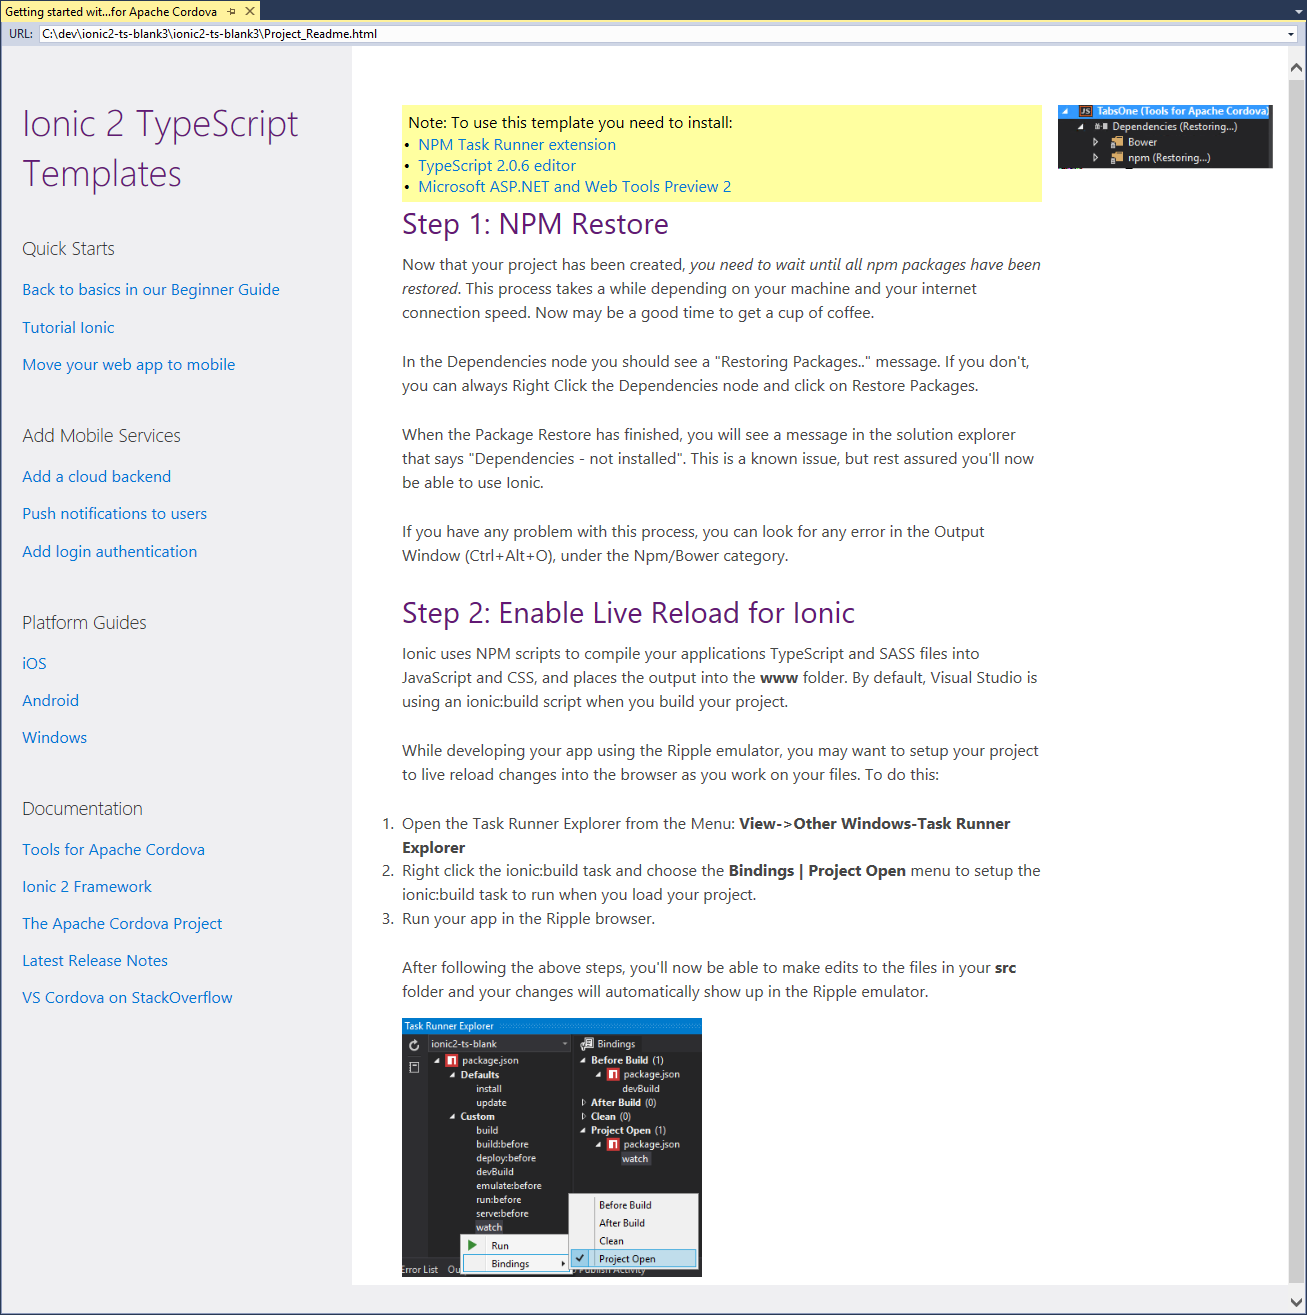 Getting started wit...for Apache Cordova
URL: C:\dev\ionic2-ts-blank3\ionic2-ts-blank3\Project_Readme.html
Ionic 2 TypeScript
Templates
Quick Starts
Back to basics in our Beginner Guide
Tutorial Ionic
Move your web app to mobile
Add Mobile Services
Add a cloud backend
Push notifications to users
Add login authentication
Platform Guides
iOS
Android
Windows
Documentation
Tools for Apache Cordova
Ionic 2 Framework
The Apache Cordova Project
Latest Release Notes
VS Cordova on StackOverflow
Note: To use this template you need to install:
• NPM Task Runner extension
• TypeScript 2.0.6 editor
• Microsoft ASP.NET and Web Tools Preview 2
Step 1: NPM Restore
Now that your project has been created, you need to wait until all npm packages have been
restored. This process takes a while depending on your machine and your internet
connection speed. Now may be a good time to get a cup of coffee.
In the Dependencies node you should see a "Restoring Packages.." message. If you don't,
you can always Right Click the Dependencies node and click on Restore Packages.
When the Package Restore has finished, you will see a message in the solution explorer
that says "Dependencies - not installed". This is a known issue, but rest assured you'll now
be able to use Ionic.
If you have any problem with this process, you can look for any error in the Output
Window (Ctrl+Alt+O), under the Npm/Bower category.
Step 2: Enable Live Reload for Ionic
Ionic uses NPM scripts to compile your applications TypeScript and SASS files into
JavaScript and CSS, and places the output into the www folder. By default, Visual Studio is
using an ionic:build script when you build your project.
While developing your app using the Ripple emulator, you may want to setup your project
to live reload changes into the browser as you work on your files. To do this:
1. Open the Task Runner Explorer from the Menu: View->Other Windows-Task Runner
Explorer
2. Right click the ionic:build task and choose the Bindings | Project Open menu to setup the
ionic:build task to run when you load your project.
3. Run your app in the Ripple browser.
After following the above steps, you'll now be able to make edits to the files in your src
folder and your changes will automatically show up in the Ripple emulator.
Task Runner Explorer
ionic2-ts-blank
package.json
Defaults
install
update
Custom
build
build:before
deploy:before
devBuild
emulate:before
run:before
serve:before
watch
Run
Bindings
Error List
Bindings
Before Build (1)
package.json
devBuild
After Build (0)
Clean (0)
Project Open (1)
package.json
watch
Before Build
After Build
Clean
Project Open
Publish Activity
JS TabsOne (Tools for Apache Cordova)
Dependencies (Restoring...)
Bower
npm (Restoring...)